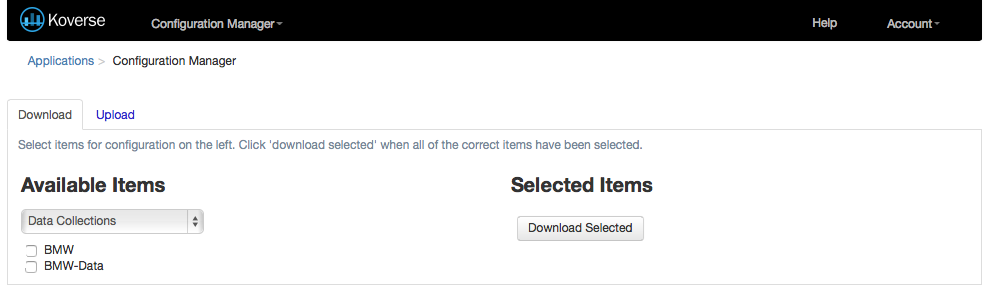 Koverse Configuration Manager Help Account
Applications > Configuration Manager
Download Upload
Select items for configuration on the left. Click 'download selected' when all of the correct items have been selected.
Available Items Selected Items
Data Collections Download Selected
BMW
BMW-Data